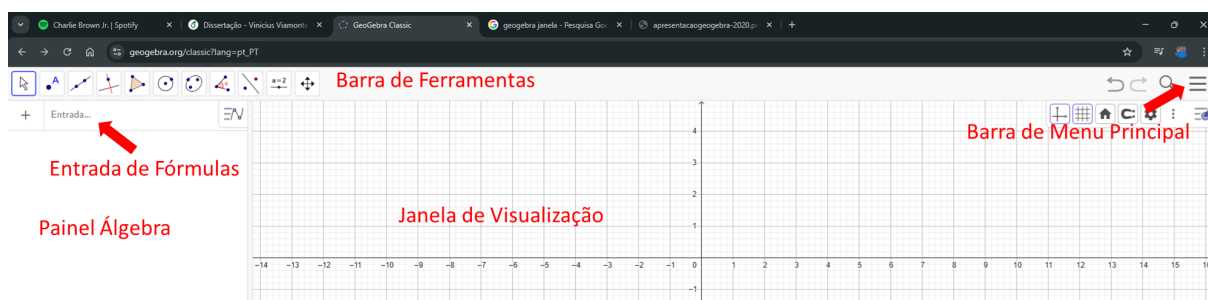 Charlie Brown Jr. | Spotify
Dissertação - Vinicius Viamonte
GeoGebra Classic
geogebra janela - Pesquisa Goo
apresentacaogeogebra-2020.p
geogebra.org/classic?lang=pt_PT
A
a=2
Barra de Ferramentas
+ Entrada...
Barra de Menu Principal
Entrada de Fórmulas
Painel Álgebra
Janela de Visualização
4
3
2
1
−14 −13 −12 −11 −10 −9 −8 −7 −6 −5 −4 −3 −2 −1 0 1 2 3 4 5 6 7 8 9 10 11 12 13 14 15 16
−1